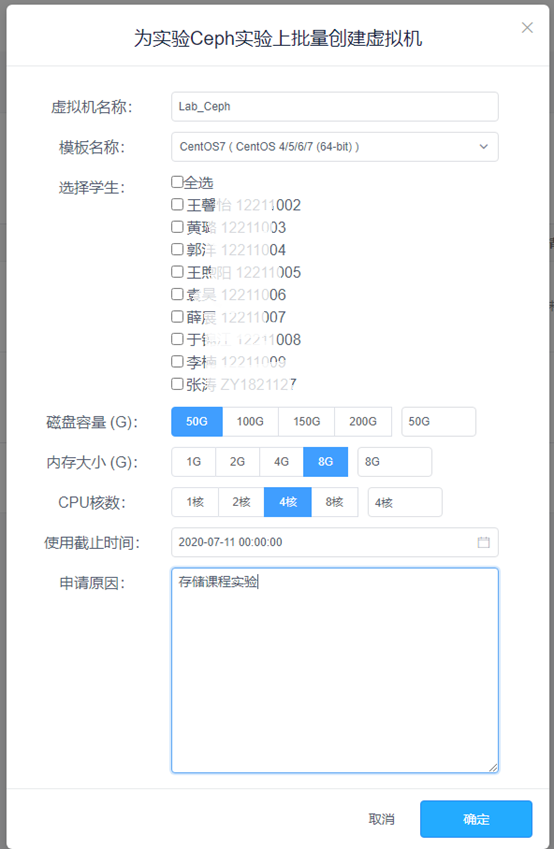 为实验Ceph实验上批量创建虚拟机
虚拟机名称： Lab_Ceph
模板名称： CentOS7 ( CentOS 4/5/6/7 (64-bit) )
选择学生： 全选
王馨怡 12211002
黄璐 12211003
郭洋 12211004
王煦阳 12211005
袁昊 12211006
薛展 12211007
于 12211008
李楠 12211009
张涛 ZY1821127
磁盘容量 (G)： 50G 100G 150G 200G 50G
内存大小 (G)： 1G 2G 4G 8G 8G
CPU核数： 1核 2核 4核 8核 4核
使用截止时间： 2020-07-11 00:00:00
申请原因： 存储课程实验
取消 确定